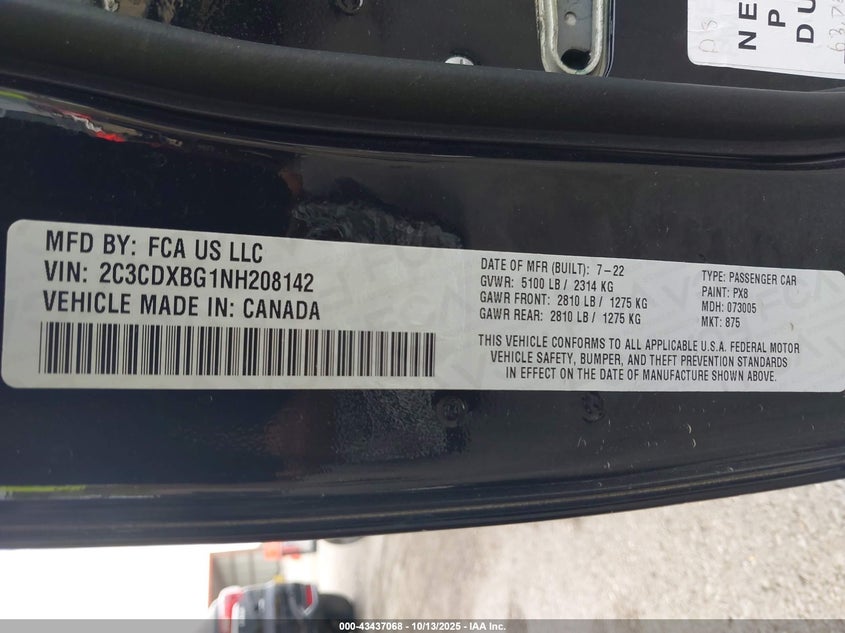 NE
P
DU
MFD BY: FCA US LLC
VIN: 2C3CDXBG1NH208142
VEHICLE MADE IN: CANADA
DATE OF MFR (BUILT): 7-22
GVWR: 5100 LB / 2314 KG
GAWR FRONT: 2810 LB / 1275 KG
GAWR REAR: 2810 LB / 1275 KG
TYPE: PASSENGER CAR
PAINT: PX8
MDH: 073005
MKT: 875
THIS VEHICLE CONFORMS TO ALL APPLICABLE U.S.A. FEDERAL MOTOR
VEHICLE SAFETY, BUMPER, AND THEFT PREVENTION STANDARDS
IN EFFECT ON THE DATE OF MANUFACTURE SHOWN ABOVE.
000-43437068 | 10/13/2025 | IAA Inc.